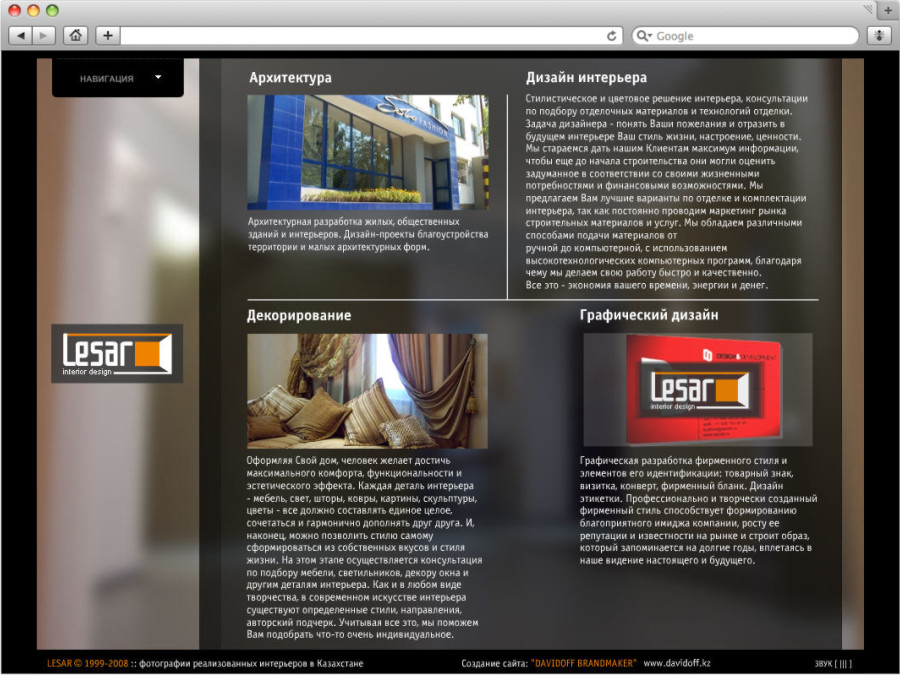 Google
НАВИГАЦИЯ
Архитектура
Sola FASHION
Архитектурная разработка жилых, общественных
зданий и интерьеров. Дизайн-проекты благоустройства
территории и малых архитектурных форм.
Дизайн интерьера
Стилистическое и цветовое решение интерьера, консультации
по подбору отделочных материалов и технологий отделки.
Задача дизайнера - понять Ваши пожелания и отразить в
будущем интерьере Ваш стиль жизни, настроение, ценности.
Мы стараемся дать нашим Клиентам максимум информации,
чтобы еще до начала строительства они могли оценить
задуманное в соответствии со своими жизненными
потребностями и финансовыми возможностями. Мы
предлагаем Вам лучшие варианты по отделке и комплектации
интерьера, так как постоянно проводим маркетинг рынка
строительных материалов и услуг. Мы обладаем различными
способами подачи материалов от
ручной до компьютерной, с использованием
высокотехнологических компьютерных программ, благодаря
чему мы делаем свою работу быстро и качественно.
Все это - экономия вашего времени, энергии и денег.
Lesar
interior design
Декорирование
Оформляя Свой дом, человек желает достичь
максимального комфорта, функциональности и
эстетического эффекта. Каждая деталь интерьера
- мебель, свет, шторы, ковры, картины, скульптуры,
цветы - все должно составлять единое целое,
сочетаться и гармонично дополнять друг друга. И,
наконец, можно позволить стилю самому
сформироваться из собственных вкусов и стиля
жизни. На этом этапе осуществляется консультация
по подбору мебели, светильников, декору окна и
другим деталям интерьера. Как и в любом виде
творчества, в современном искусстве интерьера
существуют определенные стили, направления,
авторский подчерк. Учитывая все это, мы поможем
Вам подобрать что-то очень индивидуальное.
Графический дизайн
DESIGN & DEVELOPMENT
Lesar
interior design
Графическая разработка фирменного стиля и
элементов его идентификации: товарный знак,
визитка, конверт, фирменный бланк. Дизайн
этикетки. Профессионально и творчески созданный
фирменный стиль способствует формированию
благоприятного имиджа компании, росту ее
репутации и известности на рынке и строит образ,
который запоминается на долгие годы, вплетаясь в
наше видение настоящего и будущего.
LESAR © 1999-2008 :: фотографии реализованных интерьеров в Казахстане
Создание сайта: "DAVIDOFF BRANDMAKER" www.davidoff.kz
ЗВУК [ ||| ]